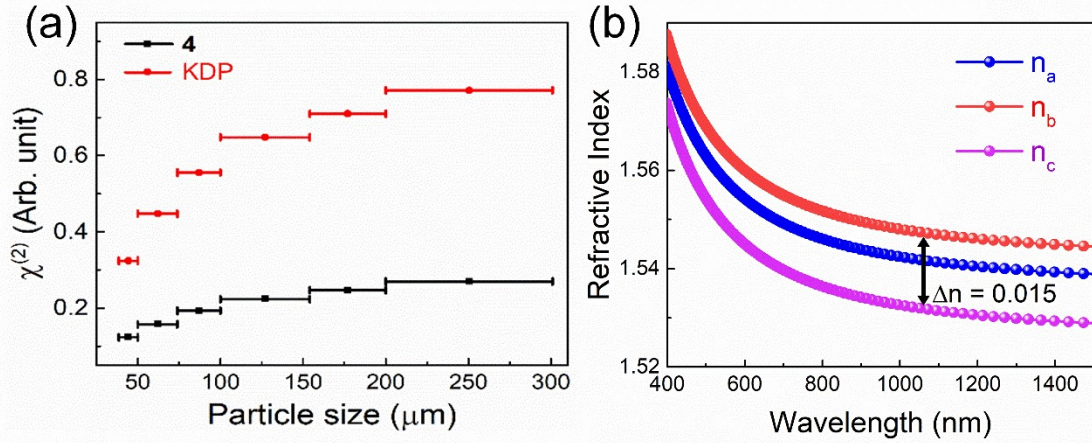 (a)
4
KDP
χ(2) (Arb. unit)
0.8
0.6
0.4
0.2
50 100 150 200 250 300
Particle size (μm)
(b)
na
nb
nc
Refractive Index
1.58
1.56
1.54
1.52
Δn = 0.015
400 600 800 1000 1200 1400
Wavelength (nm)